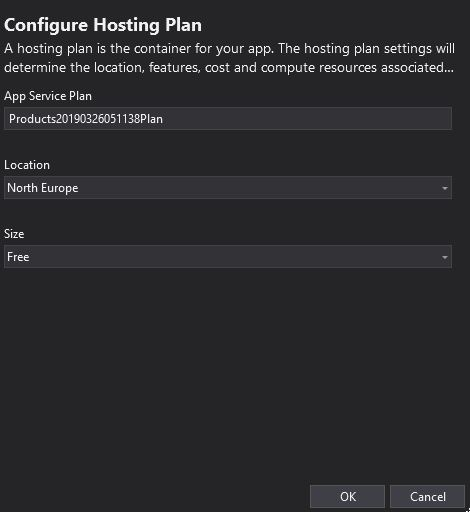 Configure Hosting Plan
A hosting plan is the container for your app. The hosting plan settings will
determine the location, features, cost and compute resources associated...
App Service Plan
Products20190326051138Plan
Location
North Europe
Size
Free
OK
Cancel